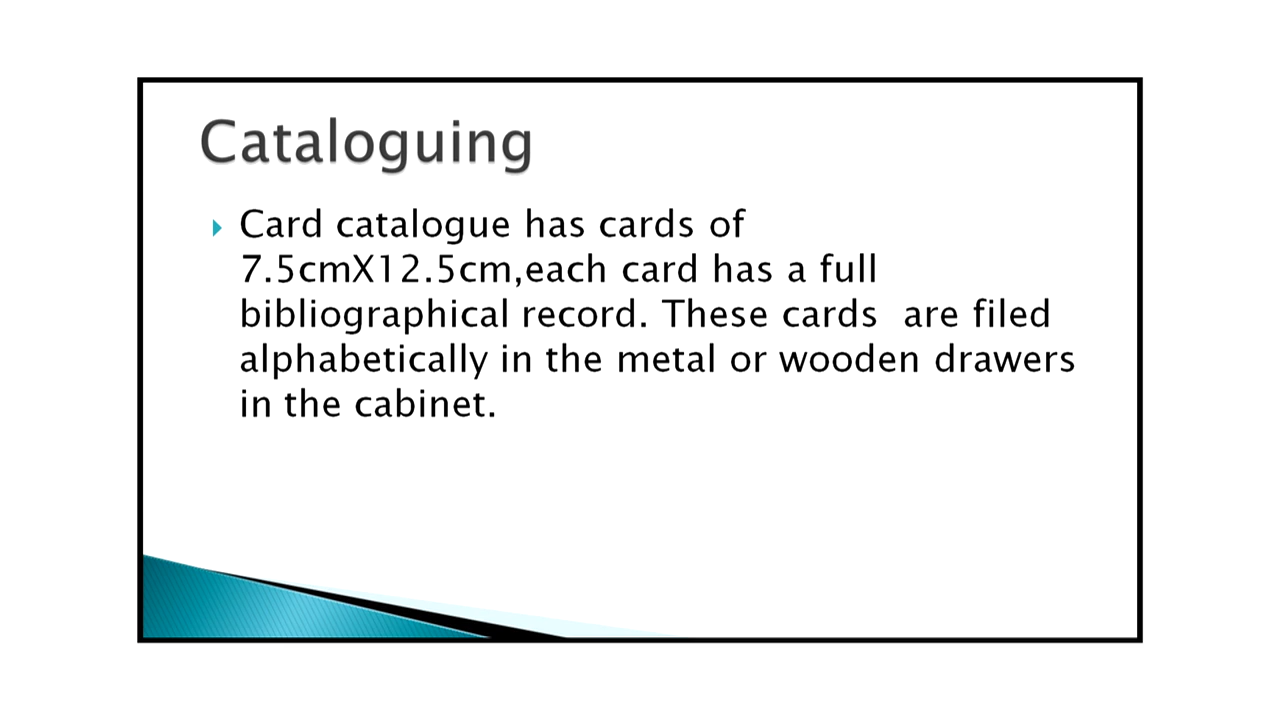 Cataloguing
Card catalogue has cards of
7.5cmX12.5cm,each card has a full
bibliographical record. These cards  are filed
alphabetically in the metal or wooden drawers
in the cabinet.